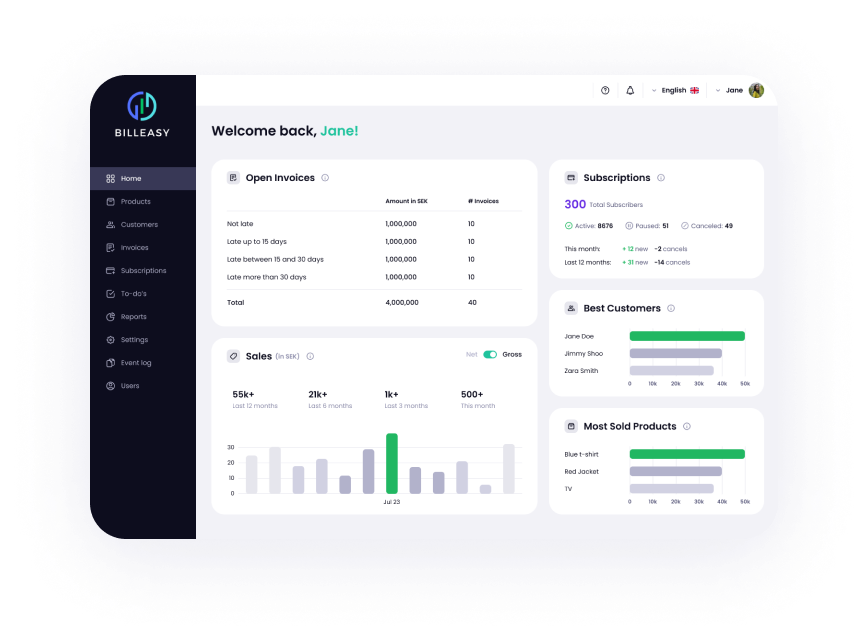 BILLEASY
Home
Products
Customers
Invoices
Subscriptions
To-do's
Reports
Settings
Event log
Users
English
Jane
Welcome back, Jane!
Open Invoices
Amount in SEK # Invoices
Not late 1,000,000 10
Late up to 15 days 1,000,000 10
Late between 15 and 30 days 1,000,000 10
Late more than 30 days 1,000,000 10
Total 4,000,000 40
Sales (in SEK)
Net Gross
55k+ 21k+ 1k+ 500+
Last 12 months Last 6 months Last 3 months This month
30
20
10
0
Jul 23
Subscriptions
300 Total Subscribers
Active: 8676 Paused: 51 Canceled: 49
This month: + 12 new -2 cancels
Last 12 months: + 31 new -14 cancels
Best Customers
Jane Doe
Jimmy Shoo
Zara Smith
0 10k 20k 30k 40k 50k
Most Sold Products
Blue t-shirt
Red Jacket
TV
0 10k 20k 30k 40k 50k